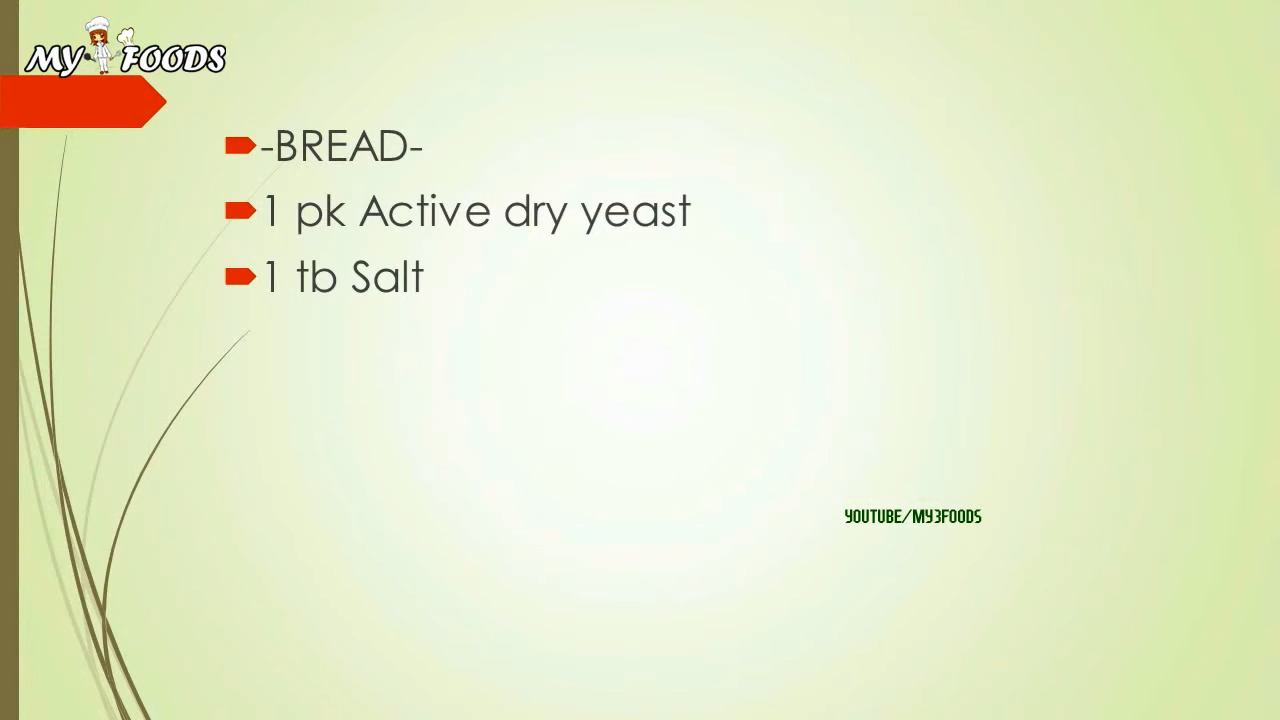 MY FOODS
-BREAD-
1 pk Active dry yeast
1 tb Salt
YOUTUBE/MY3FOODS